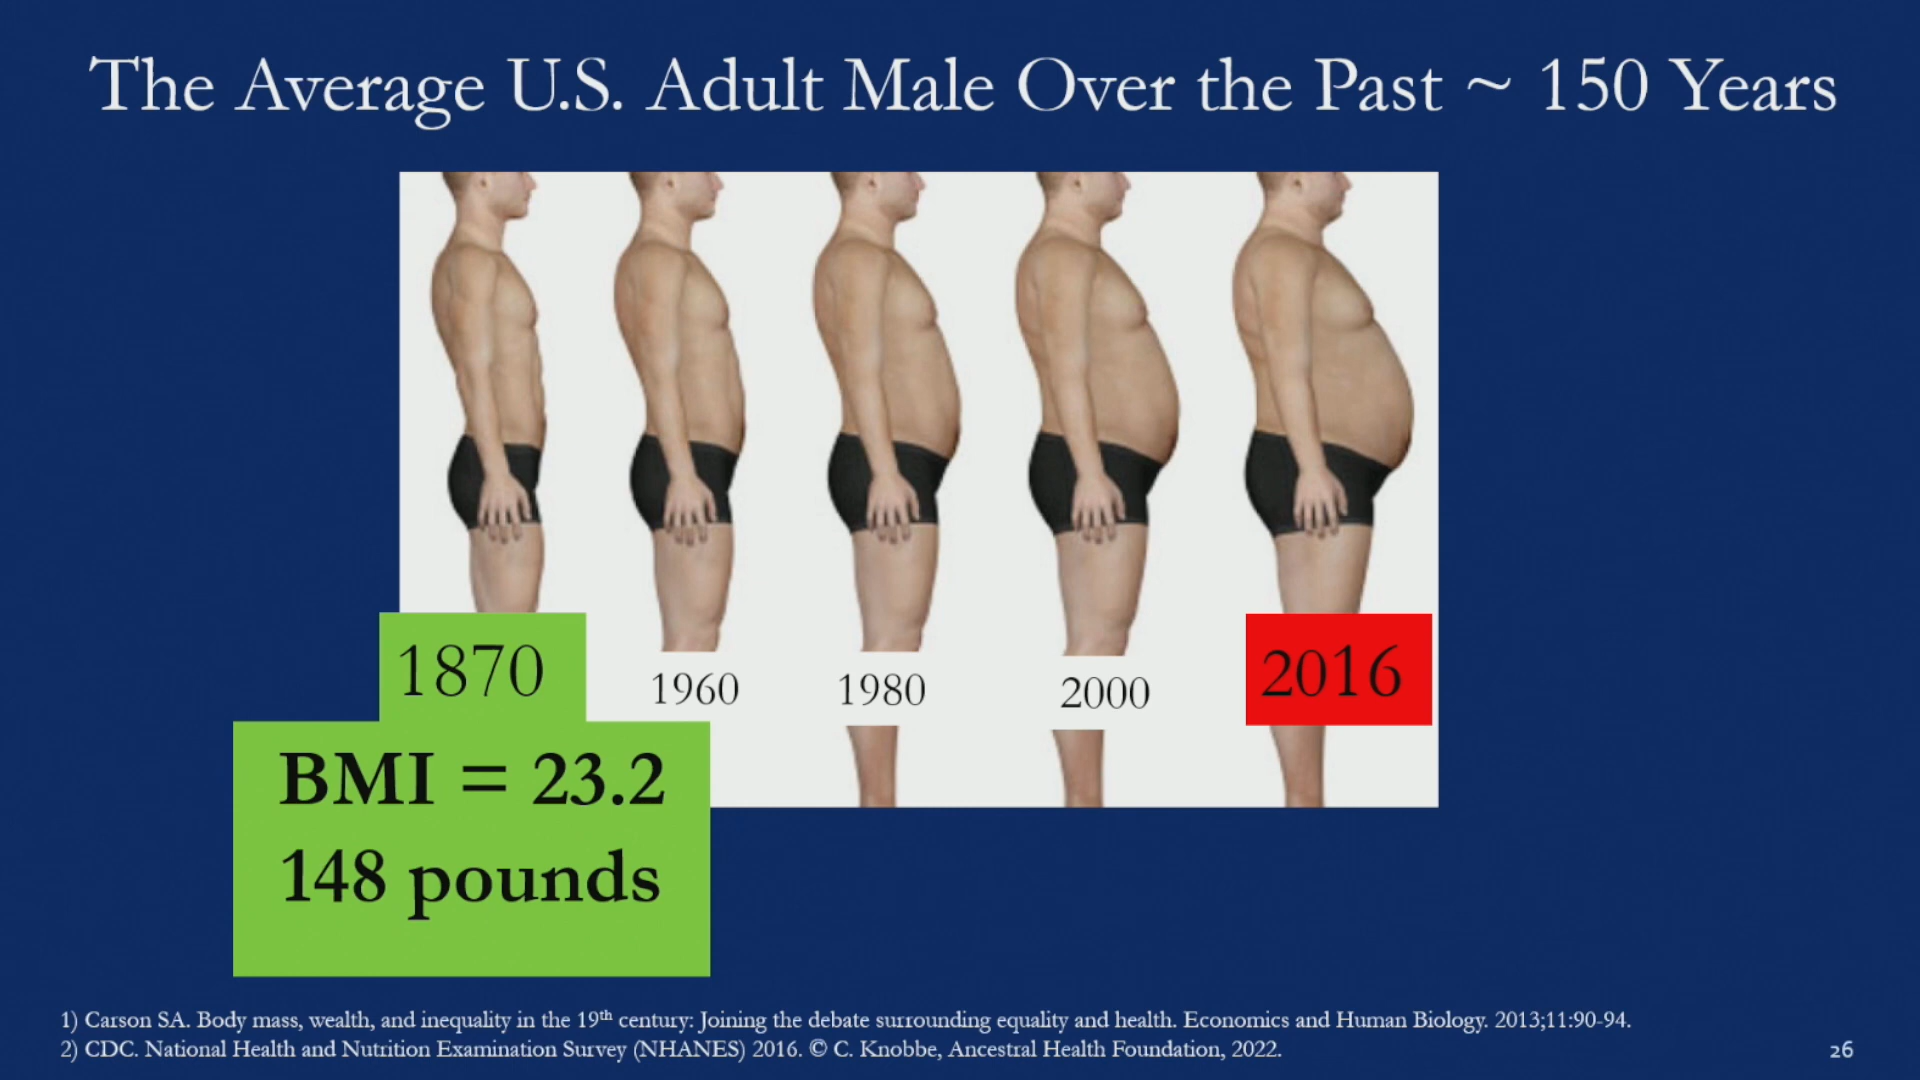 The Average U.S. Adult Male Over the Past ~ 150 Years
1870
1960
1980
2000
2016
BMI = 23.2
148 pounds
1) Carson SA. Body mass, wealth, and inequality in the 19th century: Joining the debate surrounding equality and health. Economics and Human Biology. 2013;11:90-94.
2) CDC. National Health and Nutrition Examination Survey (NHANES) 2016. © C. Knobbe, Ancestral Health Foundation, 2022.
26